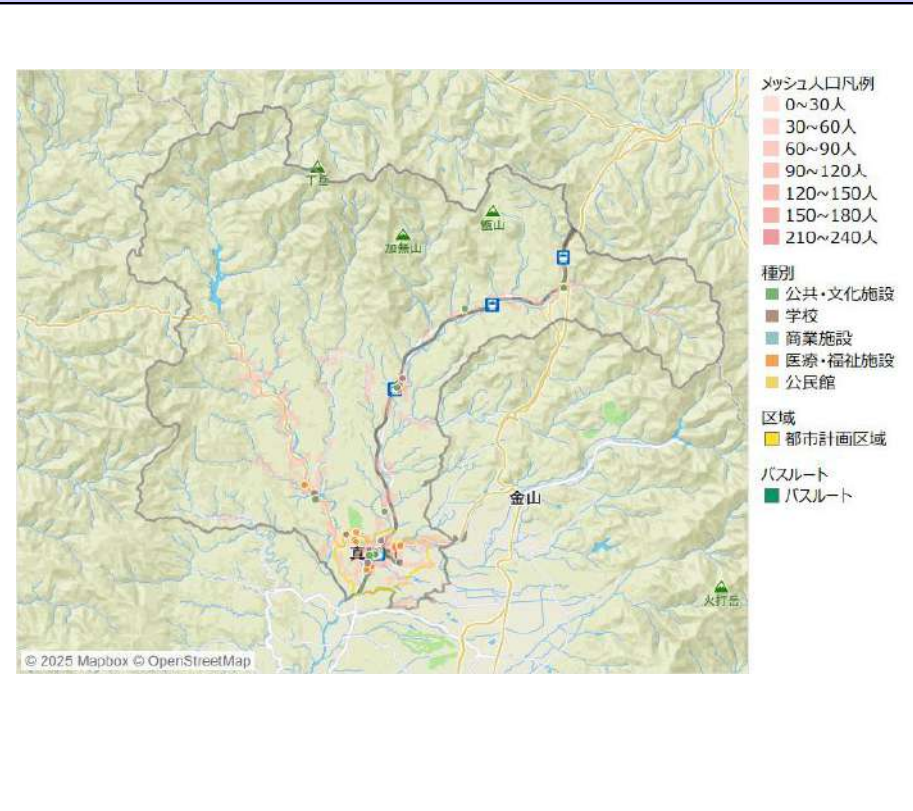 メッシュ人口凡例
0~30人
30~60人
60~90人
90~120人
120~150人
150~180人
210~240人
種別
公共・文化施設
学校
商業施設
医療・福祉施設
公民館
区域
都市計画区域
バスルート
バスルート
丁岳
甑山
加無山
金山
真
火打岳
© 2025 Mapbox © OpenStreetMap